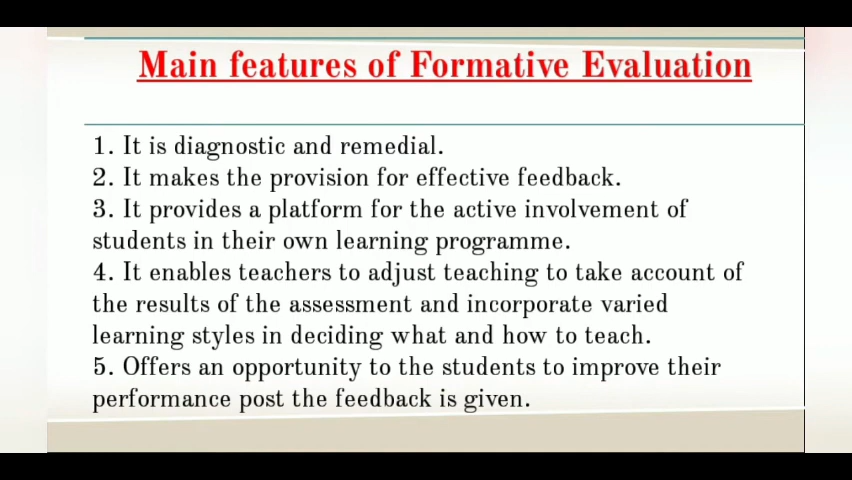 Main features of Formative Evaluation
1. It is diagnostic and remedial.
2. It makes the provision for effective feedback.
3. It provides a platform for the active involvement of
students in their own learning programme.
4. It enables teachers to adjust teaching to take account of
the results of the assessment and incorporate varied
learning styles in deciding what and how to teach.
5. Offers an opportunity to the students to improve their
performance post the feedback is given.